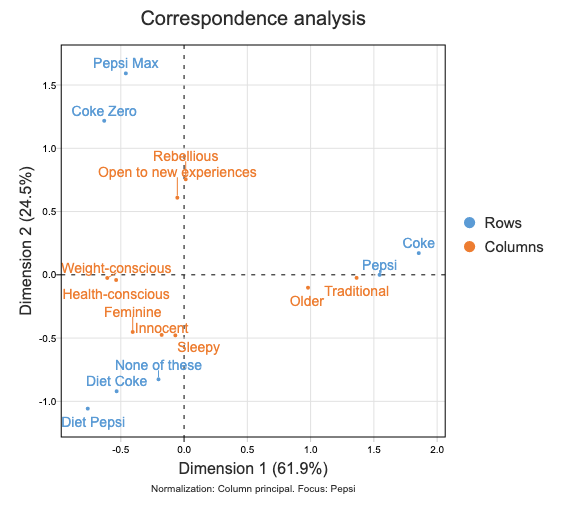 Correspondence analysis
Pepsi Max
1.5
Coke Zero
1.0
Rebellious
Open to new experiences
0.5
Coke
Pepsi
Weight-conscious
0.0
Health-conscious
Traditional
Older
Feminine
Innocent
-0.5
Sleepy
None of these
Diet Coke
-1.0
Diet Pepsi
Dimension 2 (24.5%)
Rows
Columns
-0.5 0.0 0.5 1.0 1.5 2.0
Dimension 1 (61.9%)
Normalization: Column principal. Focus: Pepsi